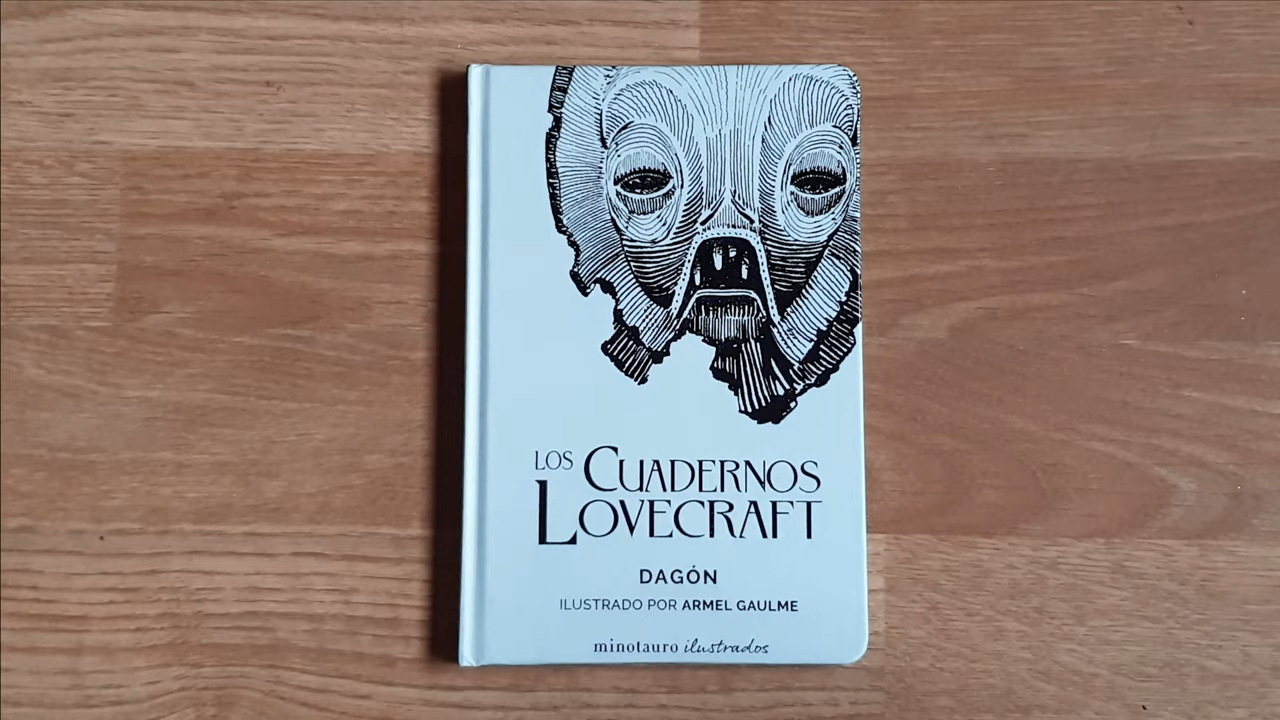 LOS CUADERNOS
LOVECRAFT
DAGÓN
ILUSTRADO POR ARMEL GAULME
minotauro ilustrados